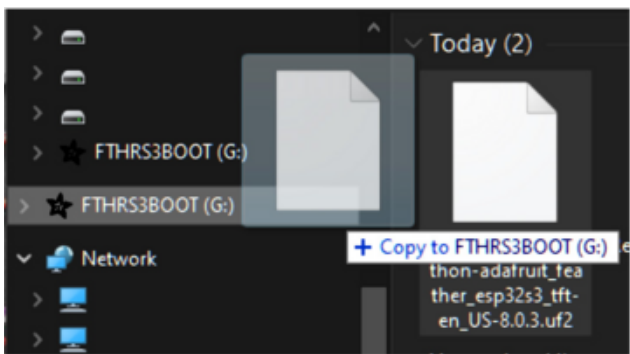 Today (2)
FTHRS3BOOT (G:)
FTHRS3BOOT (G:)
Network
+ Copy to FTHRS3BOOT (G:)
thon-adafruit_fea
ther_esp32s3_tft-
en_US-8.0.3.uf2